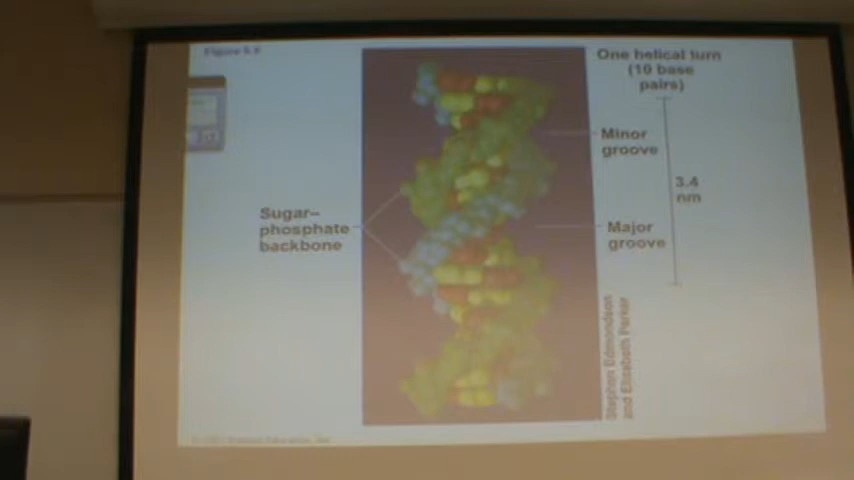 One helical turn
(10 base
pairs)
Minor
groove
3.4
nm
Sugar–
phosphate
backbone
Major
groove
Stephen Edmondson
and Elisabeth Parker